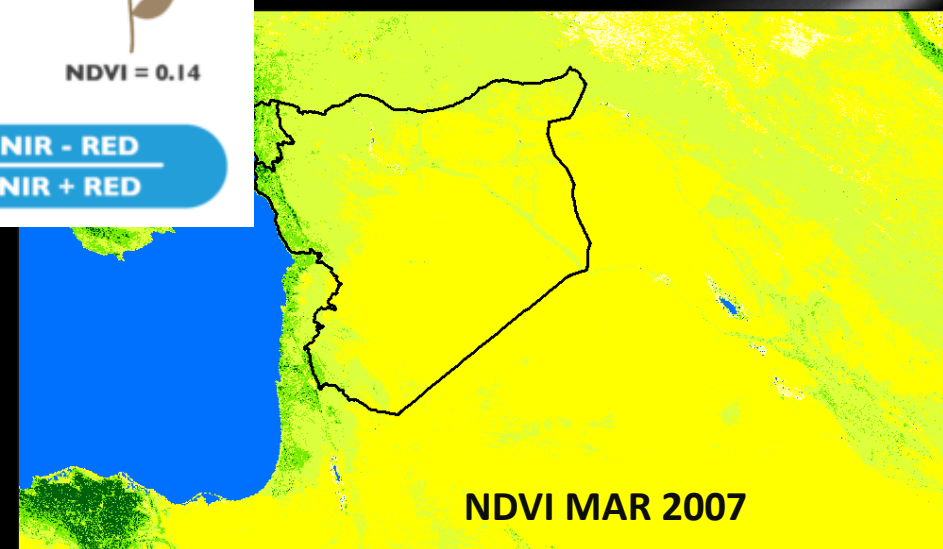 NDVI = 0.14
NIR - RED
NIR + RED
NDVI MAR 2007